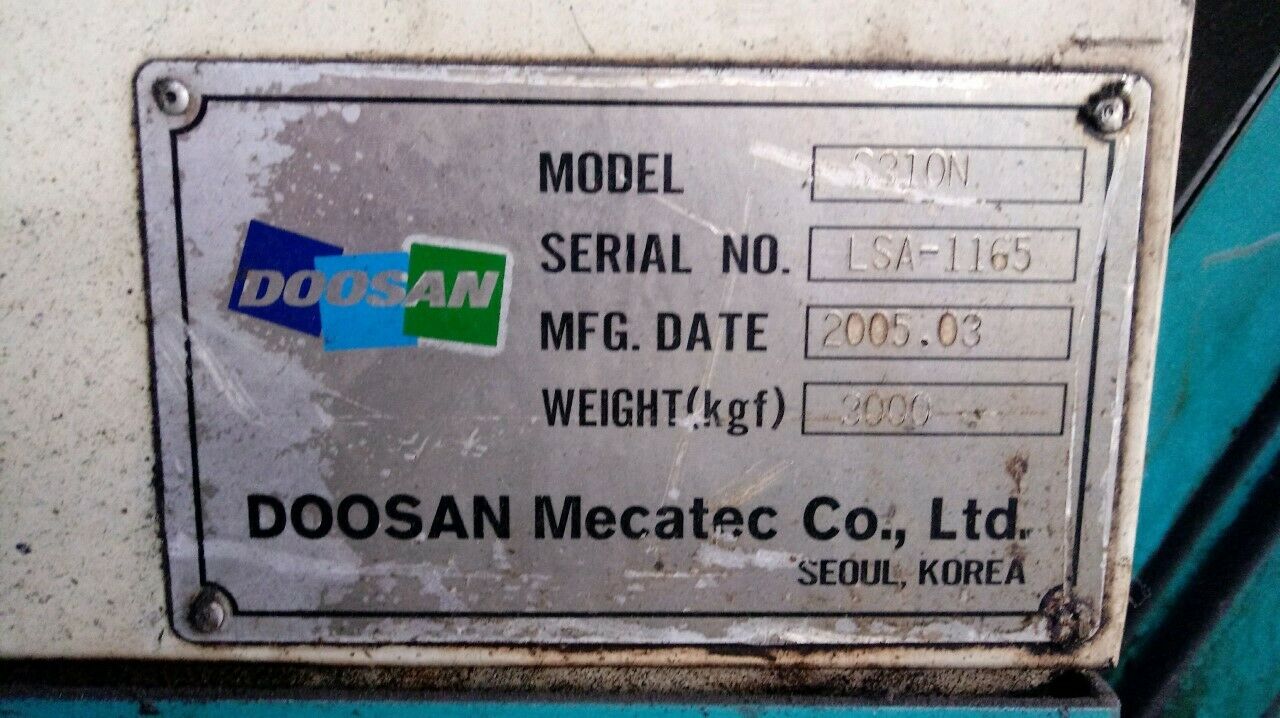 MODEL S310N
SERIAL NO. LSA-1165
DOOSAN
MFG. DATE 2005.03
WEIGHT(kgf) 3000
DOOSAN Mecatec Co., Ltd.
SEOUL, KOREA